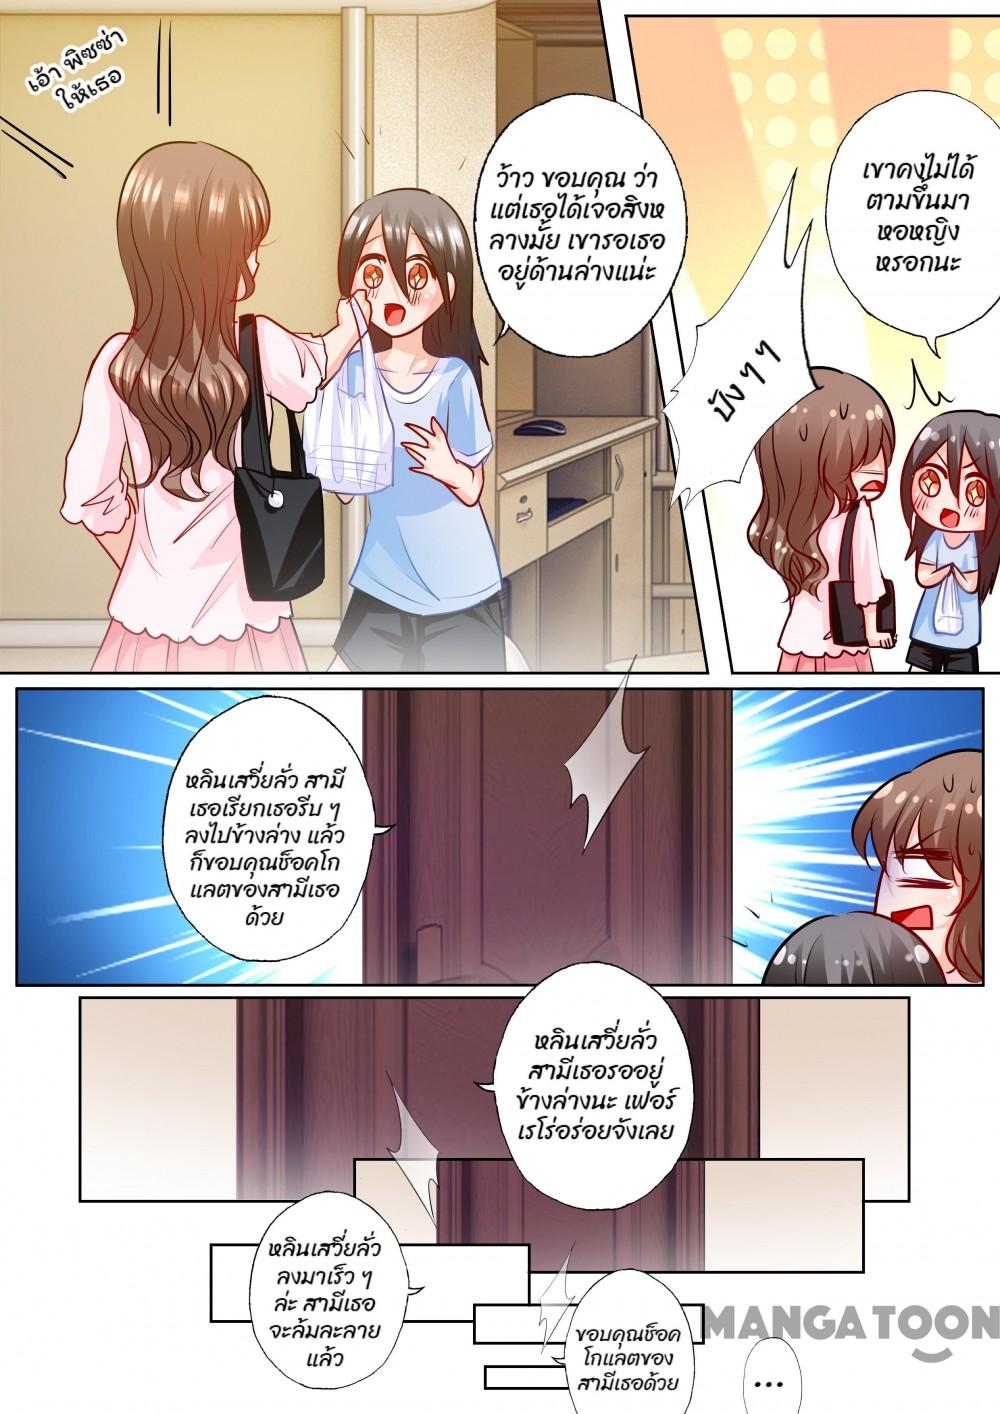 เอ้า พิซซ่า
ให้เธอ
ว้าว ขอบคุณ ว่า
แต่เธอได้เจอสิงห
ลางมั้ย เขารอเธอ
อยู่ด้านล่างแน่ะ
เขาคงไม่ได้
ตามขึ้นมา
หอหญิง
หรอกนะ
ปังๆๆ
หลินเสวี่ยลั่ว สามี
เธอเรียกเธอรีบ ๆ
ลงไปข้างล่าง แล้ว
ก็ขอบคุณช็อคโก
แลตของสามีเธอ
ด้วย
หลินเสวี่ยลั่ว
สามีเธอรออยู่
ข้างล่างนะ เฟอร์
เรโร่อร่อยจังเลย
หลินเสวี่ยลั่ว
ลงมาเร็ว ๆ
ล่ะ สามีเธอ
จะล้มละลาย
แล้ว
ขอบคุณช็อค
โกแลตของ
สามีเธอด้วย
...
MANGATOON